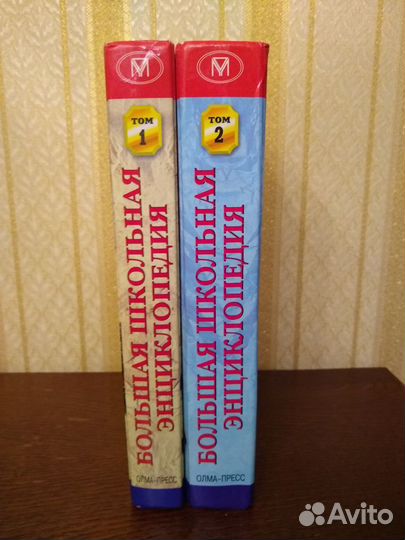 ТОМ
1
БОЛЬШАЯ ШКОЛЬНАЯ
ЭНЦИКЛОПЕДИЯ
ОЛМА-ПРЕСС
ТОМ
2
БОЛЬШАЯ ШКОЛЬНАЯ
ЭНЦИКЛОПЕДИЯ
ОЛМА-ПРЕСС
Avito